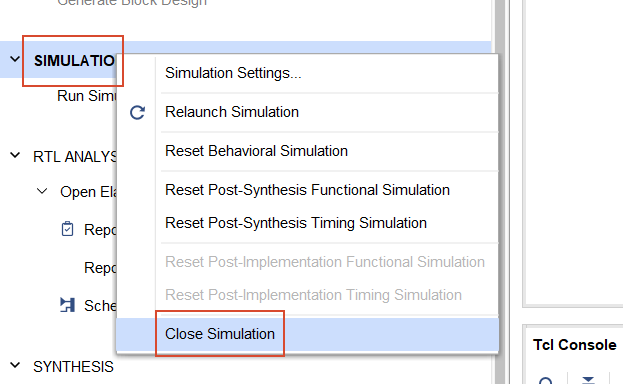 Generate Block Design
SIMULATIO
Simulation Settings...
Run Simu
Relaunch Simulation
Reset Behavioral Simulation
RTL ANALYS
Reset Post-Synthesis Functional Simulation
Open Ela
Reset Post-Synthesis Timing Simulation
Repo
Reset Post-Implementation Functional Simulation
Repo
Reset Post-Implementation Timing Simulation
Sche
Close Simulation
Tcl Console
SYNTHESIS